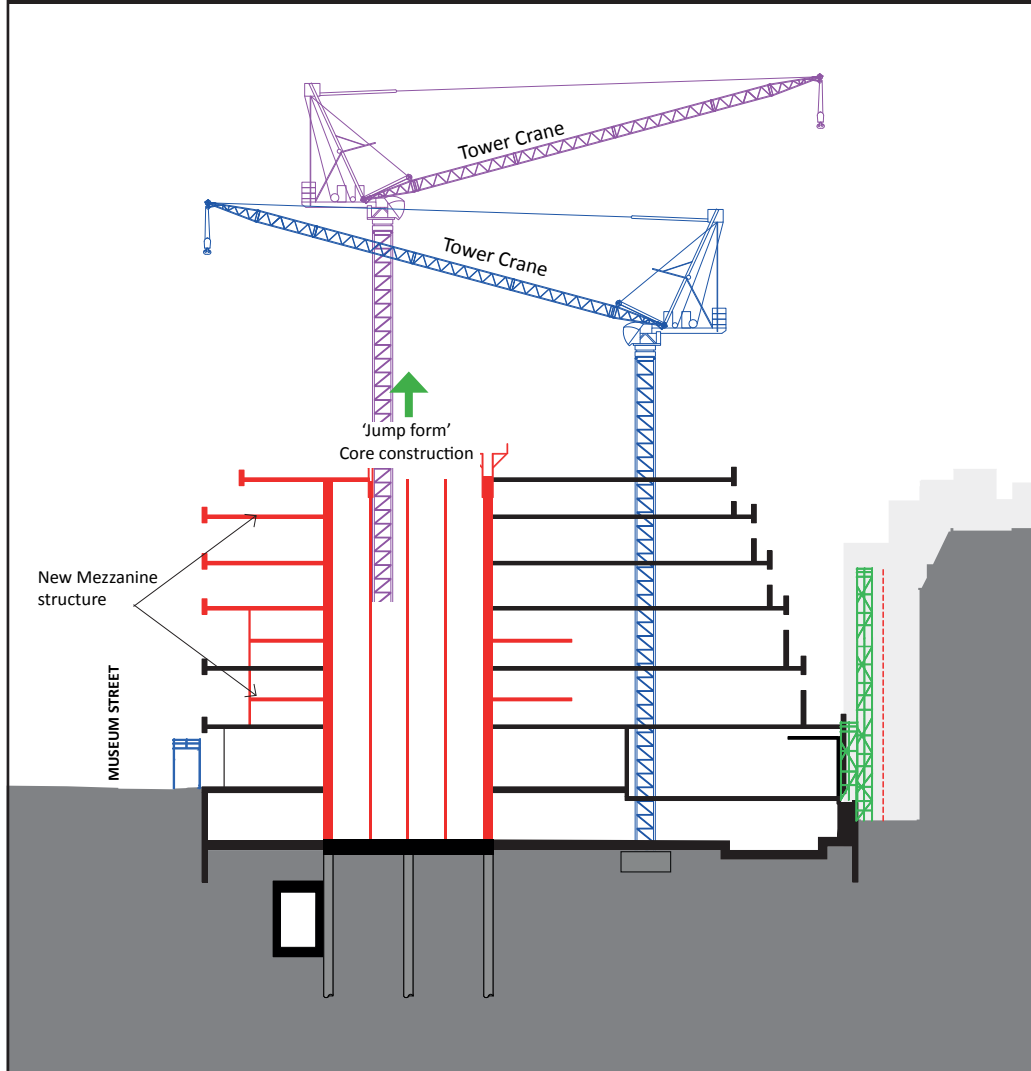 Tower Crane
Tower Crane
‘Jump form’
Core construction
New Mezzanine
structure
MUSEUM STREET